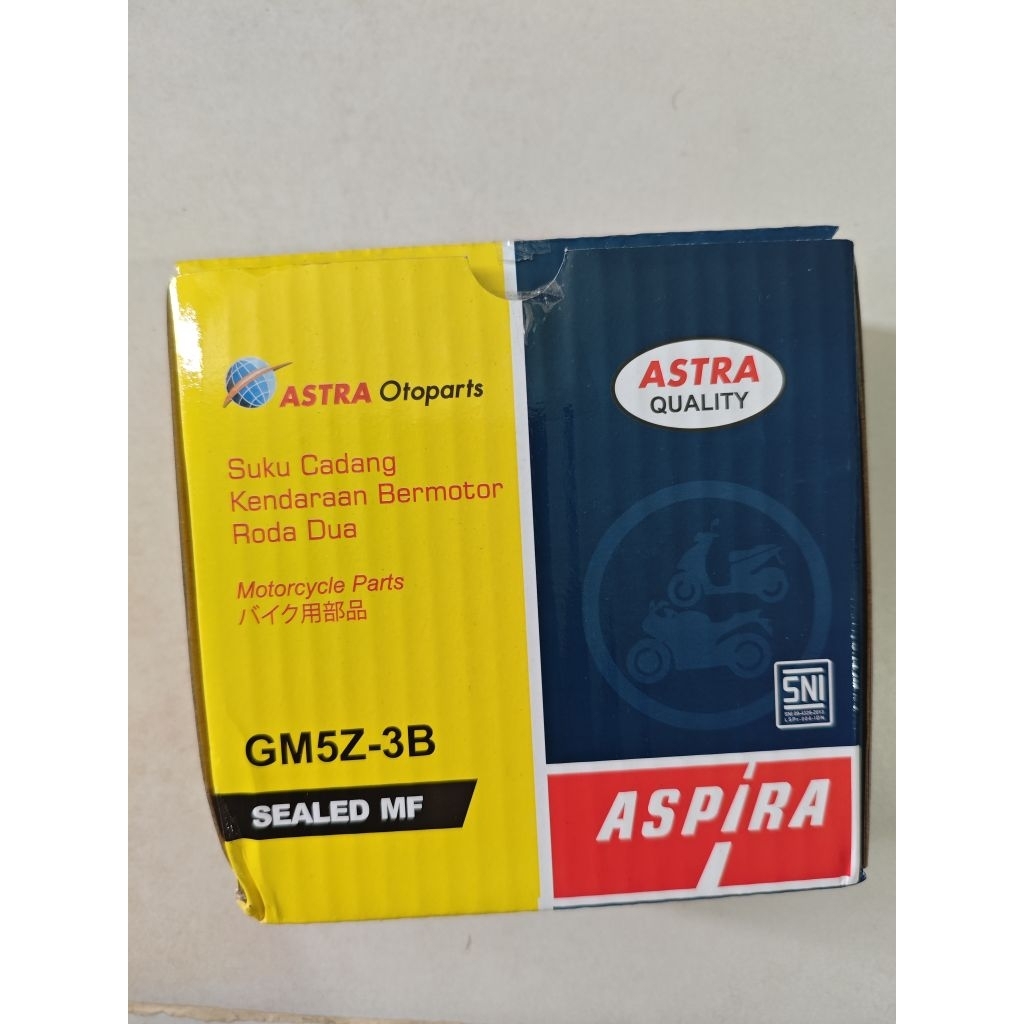 ASTRA Otoparts
Suku Cadang
Kendaraan Bermotor
Roda Dua
Motorcycle Parts
バイク用部品
GM5Z-3B
SEALED MF
ASTRA
QUALITY
SNI
ASPIRA